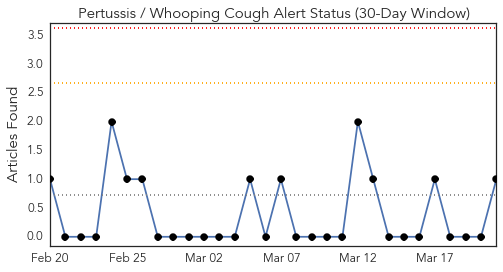 Pertussis / Whooping Cough Alert Status (30-Day Window)
Articles Found
3.5
3.0
2.5
2.0
1.5
1.0
0.5
0.0
Feb 20 Feb 25 Mar 02 Mar 07 Mar 12 Mar 17